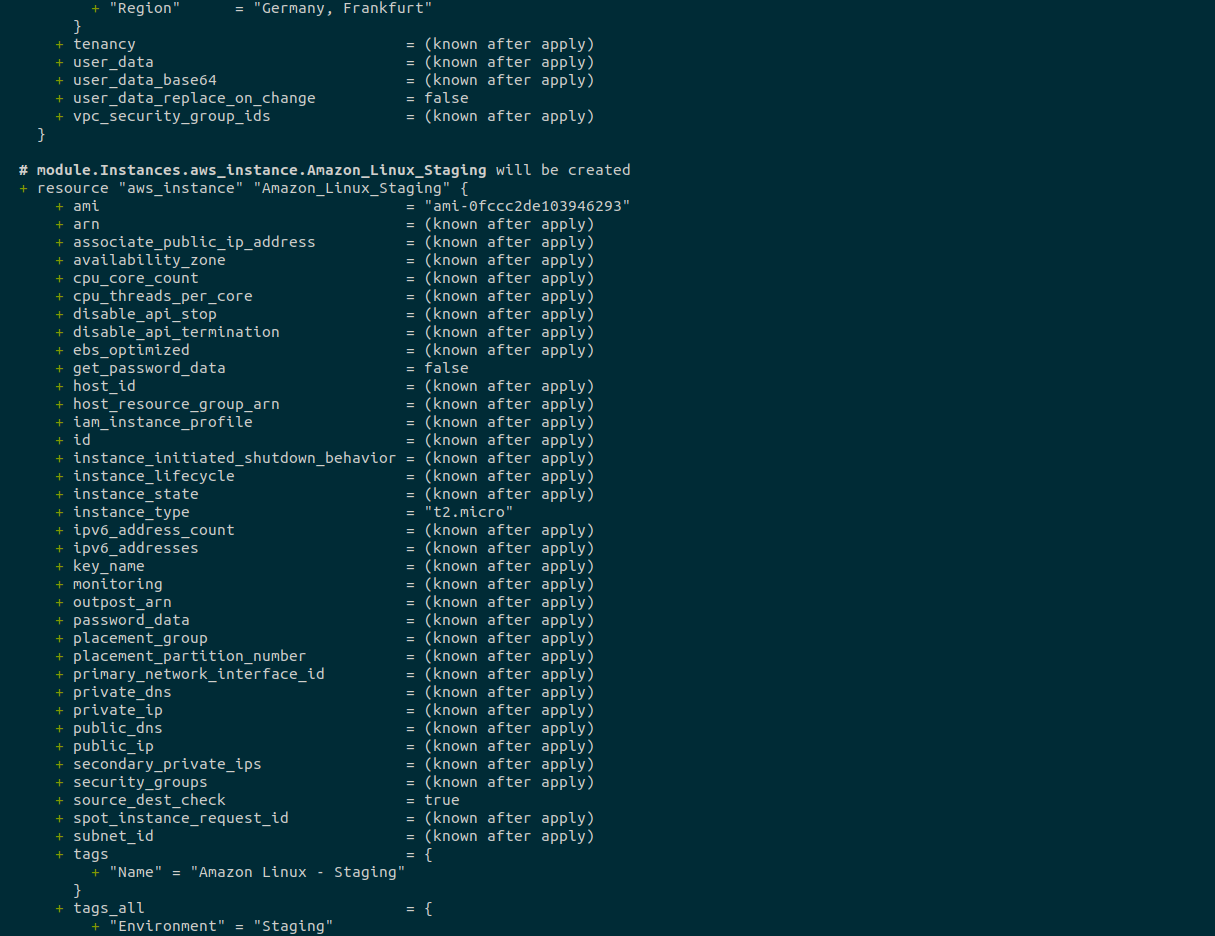 + "Region"      = "Germany, Frankfurt"
}
+ tenancy                              = (known after apply)
+ user_data                            = (known after apply)
+ user_data_base64                     = (known after apply)
+ user_data_replace_on_change          = false
+ vpc_security_group_ids               = (known after apply)
}
# module.Instances.aws_instance.Amazon_Linux_Staging will be created
+ resource "aws_instance" "Amazon_Linux_Staging" {
+ ami                                  = "ami-0fccc2de103946293"
+ arn                                  = (known after apply)
+ associate_public_ip_address          = (known after apply)
+ availability_zone                    = (known after apply)
+ cpu_core_count                       = (known after apply)
+ cpu_threads_per_core                 = (known after apply)
+ disable_api_stop                     = (known after apply)
+ disable_api_termination              = (known after apply)
+ ebs_optimized                        = (known after apply)
+ get_password_data                    = false
+ host_id                              = (known after apply)
+ host_resource_group_arn              = (known after apply)
+ iam_instance_profile                 = (known after apply)
+ id                                   = (known after apply)
+ instance_initiated_shutdown_behavior = (known after apply)
+ instance_lifecycle                   = (known after apply)
+ instance_state                       = (known after apply)
+ instance_type                        = "t2.micro"
+ ipv6_address_count                   = (known after apply)
+ ipv6_addresses                       = (known after apply)
+ key_name                             = (known after apply)
+ monitoring                           = (known after apply)
+ outpost_arn                          = (known after apply)
+ password_data                        = (known after apply)
+ placement_group                      = (known after apply)
+ placement_partition_number           = (known after apply)
+ primary_network_interface_id         = (known after apply)
+ private_dns                          = (known after apply)
+ private_ip                           = (known after apply)
+ public_dns                           = (known after apply)
+ public_ip                            = (known after apply)
+ secondary_private_ips                = (known after apply)
+ security_groups                      = (known after apply)
+ source_dest_check                    = true
+ spot_instance_request_id             = (known after apply)
+ subnet_id                            = (known after apply)
+ tags                                 = {
+ "Name" = "Amazon Linux - Staging"
}
+ tags_all                             = {
+ "Environment" = "Staging"